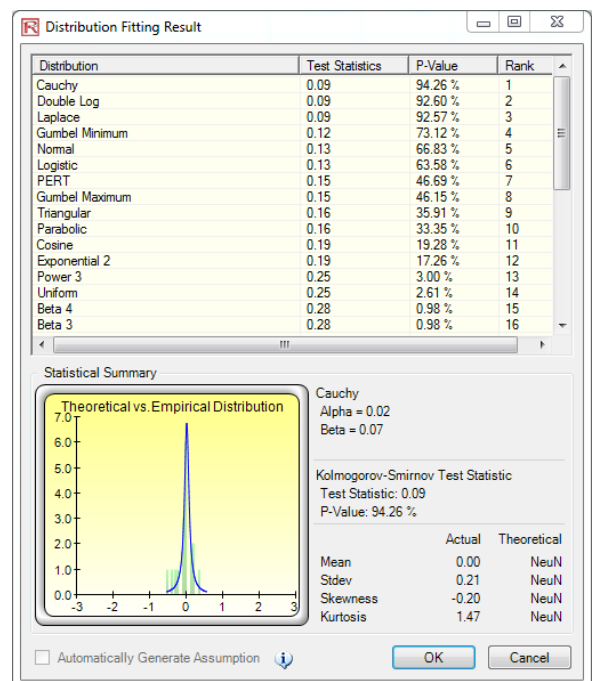 Distribution Fitting Result
Distribution Test Statistics P-Value Rank
Cauchy 0.09 94.26 % 1
Double Log 0.09 92.60 % 2
Laplace 0.09 92.57 % 3
Gumbel Minimum 0.12 73.12 % 4
Normal 0.13 66.83 % 5
Logistic 0.13 63.58 % 6
PERT 0.15 46.69 % 7
Gumbel Maximum 0.15 46.15 % 8
Triangular 0.16 35.91 % 9
Parabolic 0.16 33.35 % 10
Cosine 0.19 19.28 % 11
Exponential 2 0.19 17.26 % 12
Power 3 0.25 3.00 % 13
Uniform 0.25 2.61 % 14
Beta 4 0.28 0.98 % 15
Beta 3 0.28 0.98 % 16
Statistical Summary
Theoretical vs. Empirical Distribution
7.0
6.0
5.0
4.0
3.0
2.0
1.0
0.0
-3 -2 -1 0 1 2 3
Cauchy
Alpha = 0.02
Beta = 0.07
Kolmogorov-Smirnov Test Statistic
Test Statistic: 0.09
P-Value: 94.26 %
Actual Theoretical
Mean 0.00 NeuN
Stdev 0.21 NeuN
Skewness -0.20 NeuN
Kurtosis 1.47 NeuN
Automatically Generate Assumption
OK Cancel